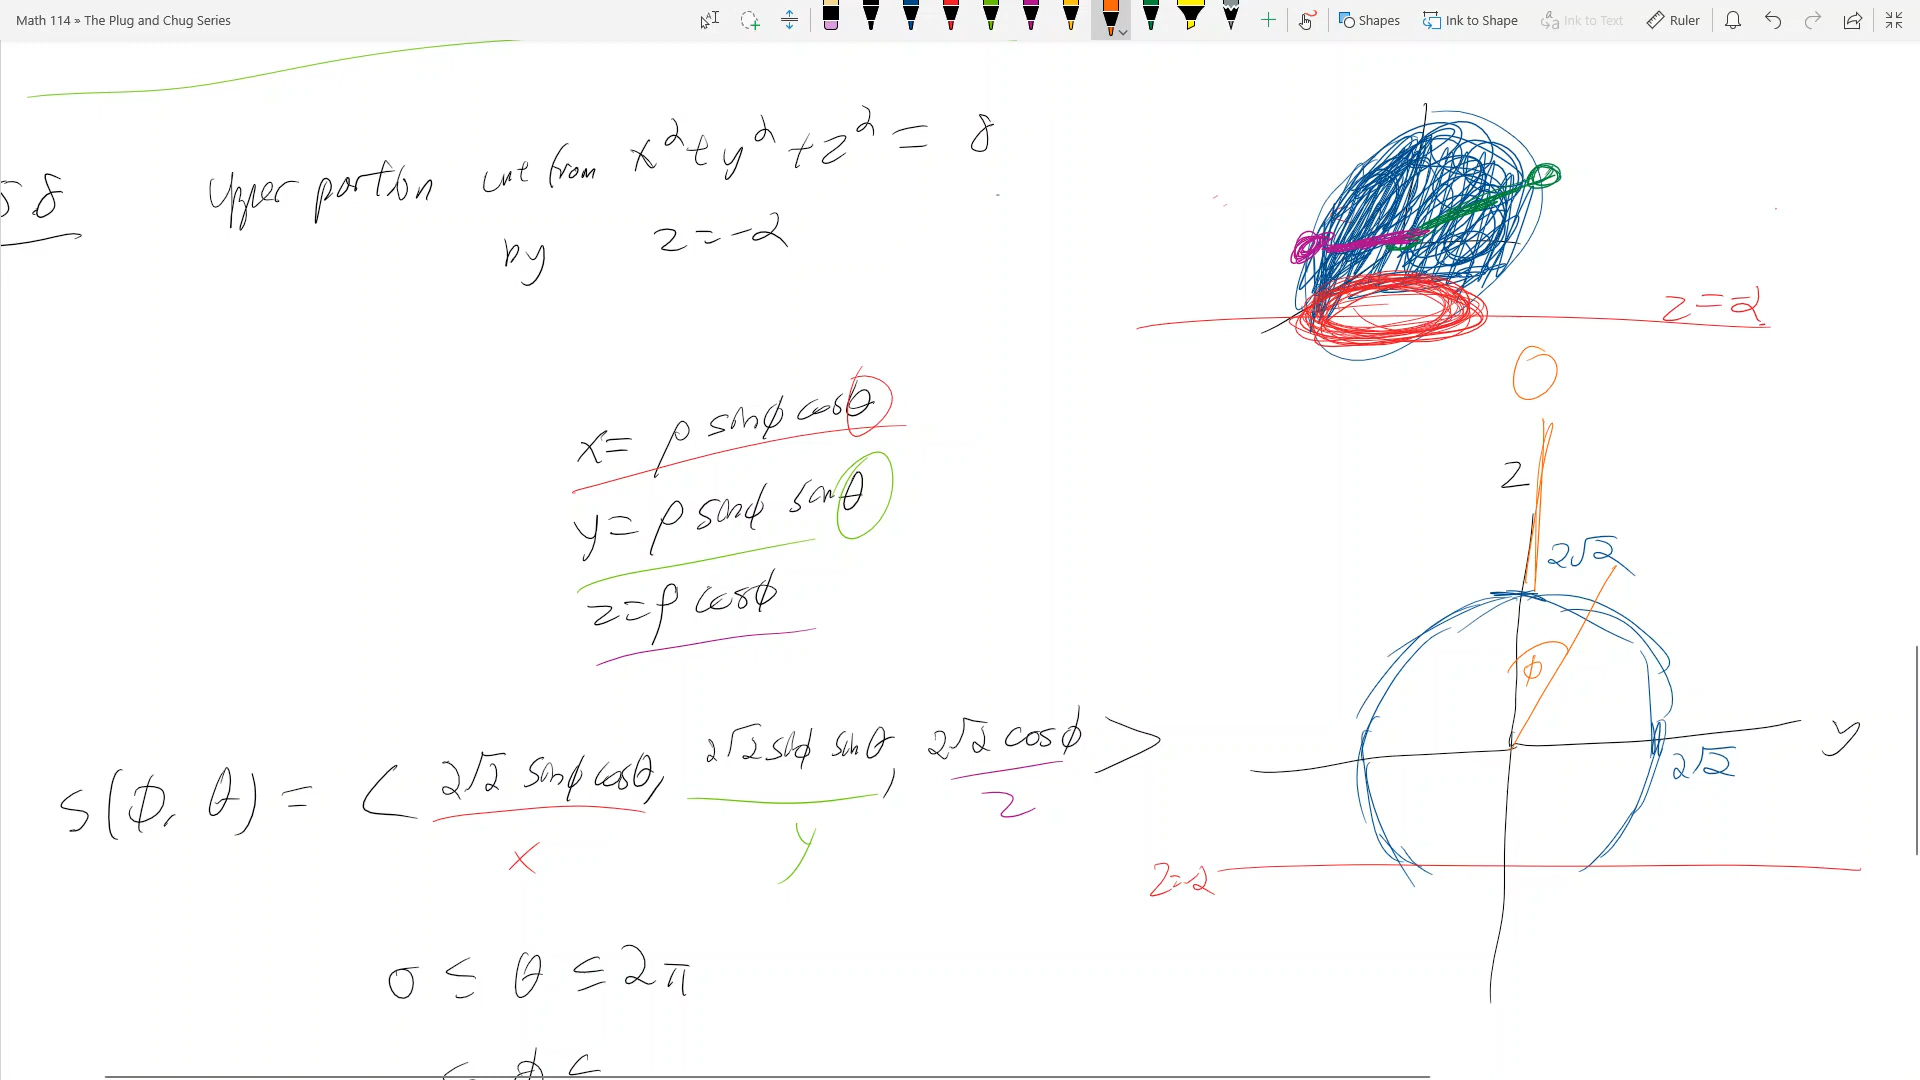 Math 114 » The Plug and Chug Series
Shapes
Ink to Shape
Ink to Text
Ruler
58
Upper portion cut from x² + y² + z² = 8
by z = -2
z = -2
0
x = ρ sinϕ cosθ
y = ρ sinϕ sinθ
z = ρ cosϕ
z
2√2
ϕ
y
2√2
z=-2
s(ϕ, θ) = < 2√2 sinϕ cosθ, 2√2 sinϕ sinθ, 2√2 cosϕ >
x y z
0 ≤ θ ≤ 2π
≤ ϕ ≤